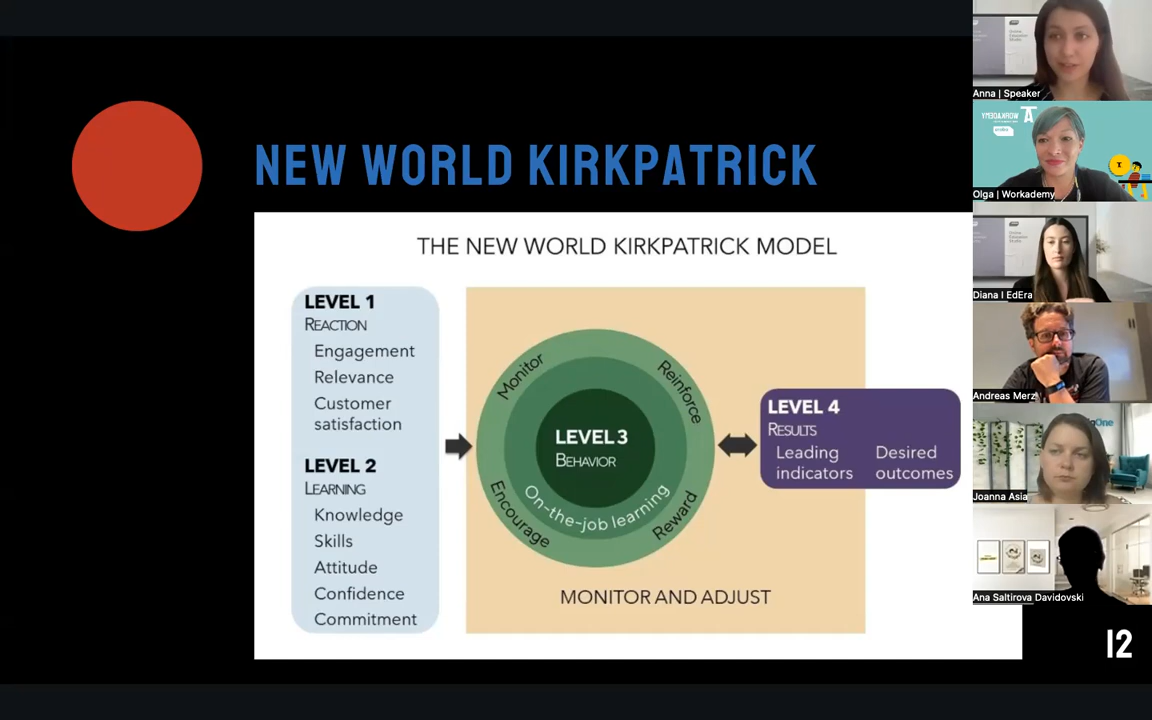 NEW WORLD KIRKPATRICK
THE NEW WORLD KIRKPATRICK MODEL
LEVEL 1
REACTION
Engagement
Relevance
Customer
satisfaction
LEVEL 2
LEARNING
Knowledge
Skills
Attitude
Confidence
Commitment
Monitor
Reinforce
Encourage
Reward
LEVEL 3
BEHAVIOR
On-the-job learning
MONITOR AND ADJUST
LEVEL 4
RESULTS
Leading
indicators
Desired
outcomes
12
Anna | Speaker
WORKADEMY
Olga | Workademy
Diana I EdEra
Andreas Merz
Joanna Asia
Ana Saltirova Davidovski